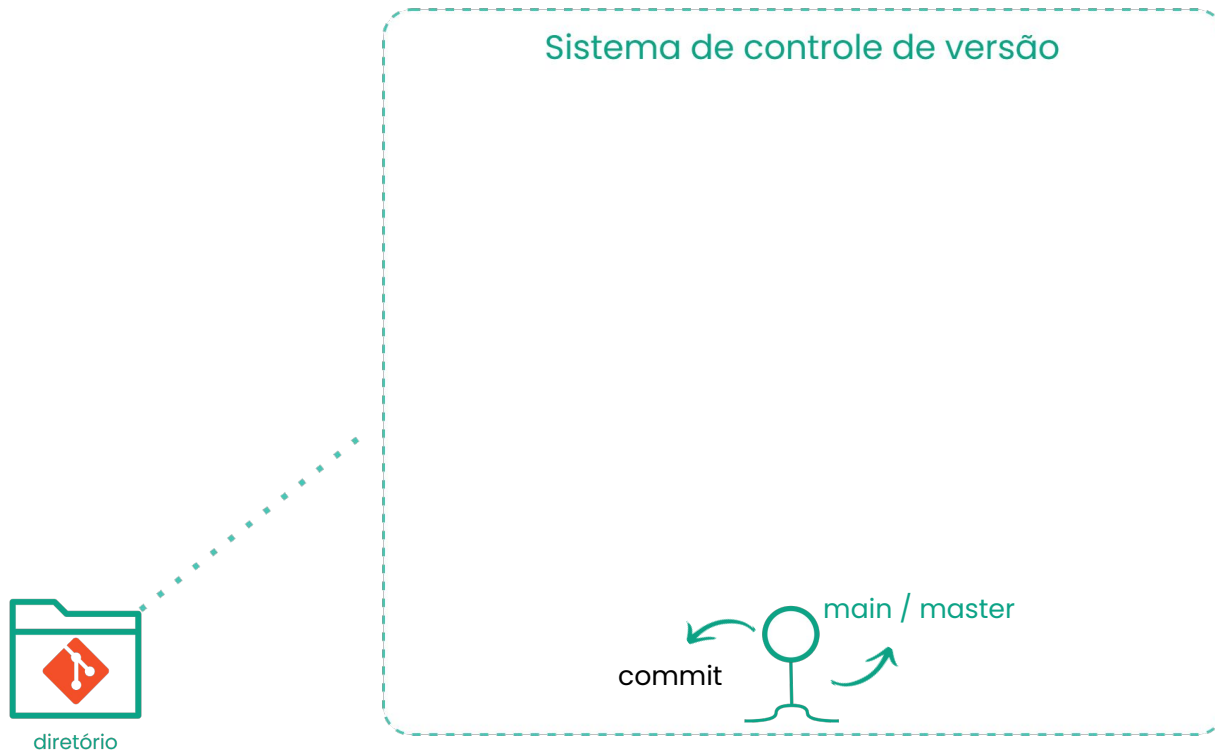 Sistema de controle de versão
main / master
commit
diretório